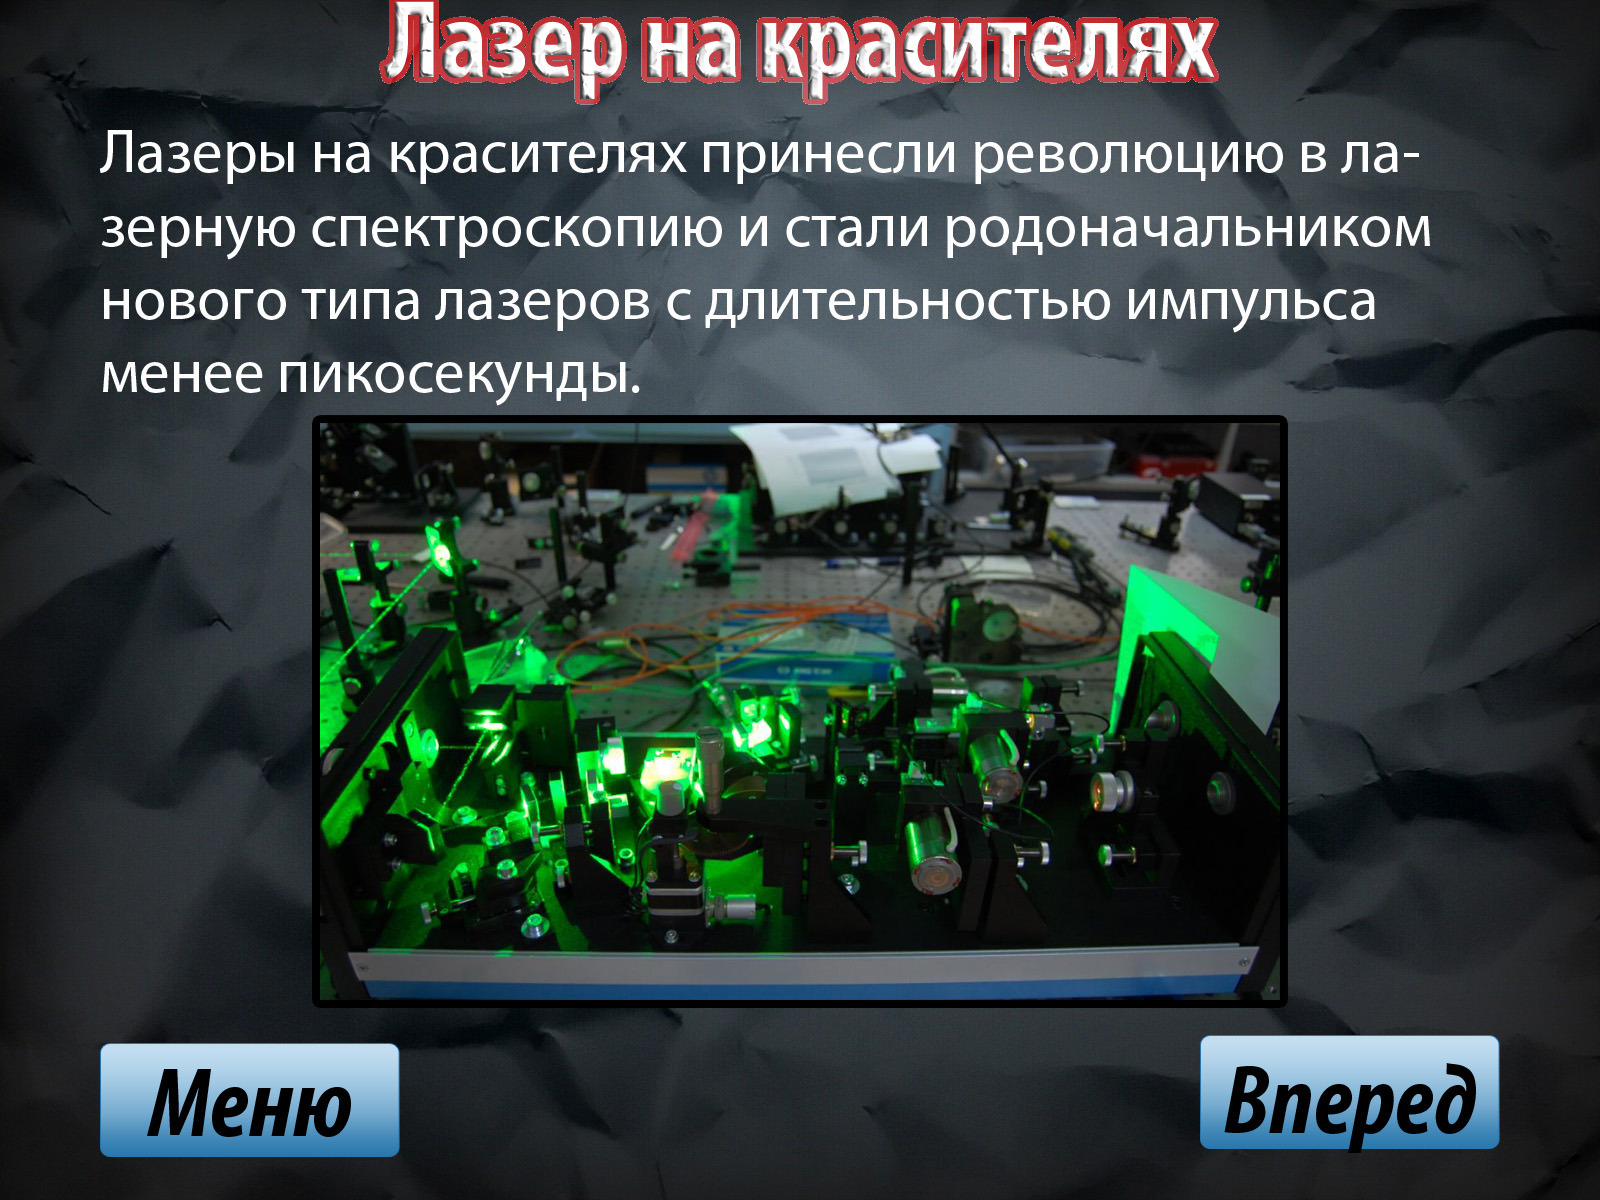 Лазер на красителях
Лазеры на красителях принесли революцию в ла-
зерную спектроскопию и стали родоначальником
нового типа лазеров с длительностью импульса
менее пикосекунды.
Меню
Вперед